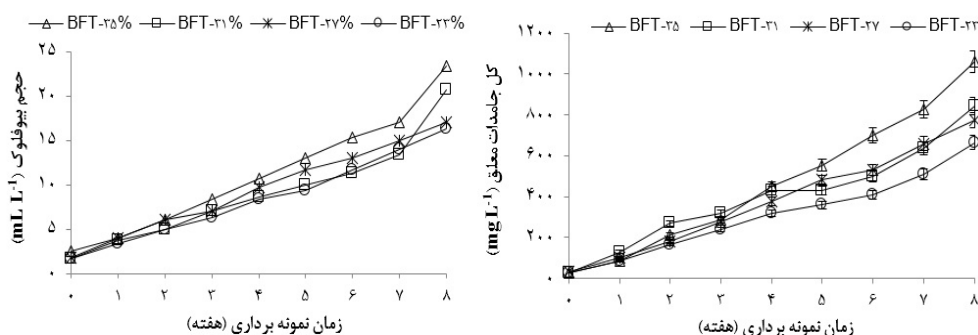 BFT-۳۵% BFT-۳۱% BFT-۲۷% BFT-۲۳%
حجم بیوفلوک (mL L-1)
۲۵
۲۰
۱۵
۱۰
۵
۰
۰ ۱ ۲ ۳ ۴ ۵ ۶ ۷ ۸
زمان نمونه برداری (هفته)
BFT-۳۵ BFT-۳۱ BFT-۲۷ BFT-۲۳
کل جامدات معلق (mg L-1)
۱۲۰۰
۱۰۰۰
۸۰۰
۶۰۰
۴۰۰
۲۰۰
۰
۰ ۱ ۲ ۳ ۴ ۵ ۶ ۷ ۸
زمان نمونه برداری (هفته)